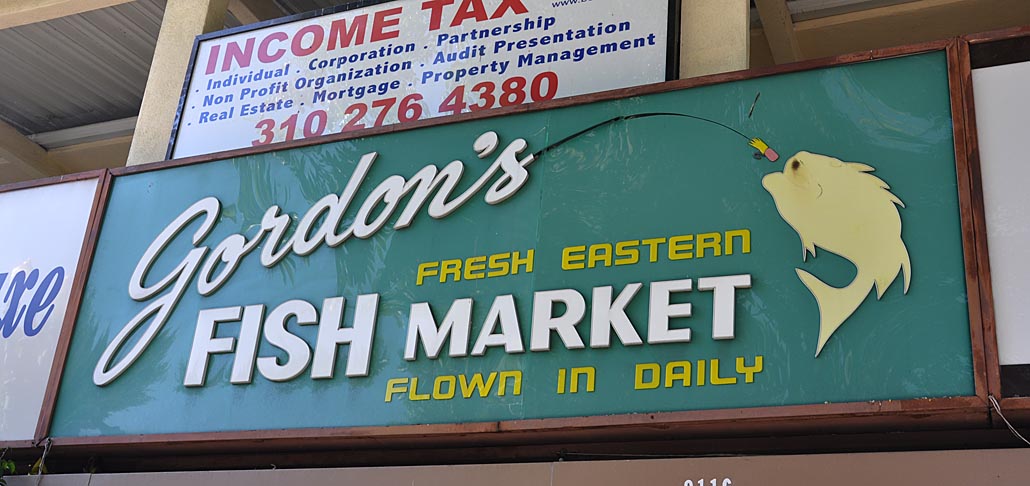 INCOME TAX
Individual · Corporation · Partnership
· Non Profit Organization · Audit Presentation
· Real Estate · Mortgage · Property Management
310 276 4380
Gordon's
FRESH EASTERN
FISH MARKET
FLOWN IN DAILY